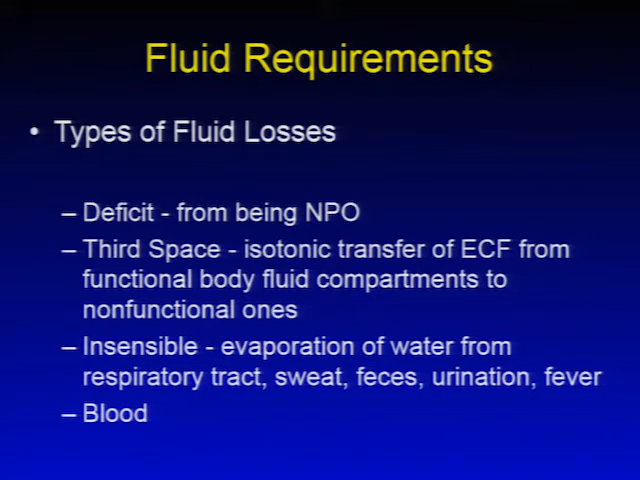 Fluid Requirements
• Types of Fluid Losses
– Deficit - from being NPO
– Third Space - isotonic transfer of ECF from
functional body fluid compartments to
nonfunctional ones
– Insensible - evaporation of water from
respiratory tract, sweat, feces, urination, fever
– Blood